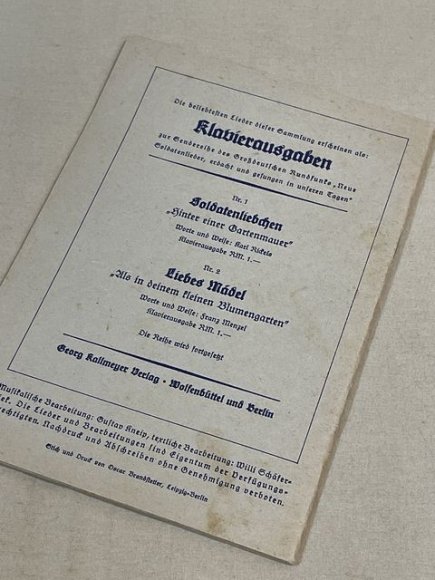 Die beliebtesten Lieder dieser Sammlung erscheinen als:
Klavierausgaben
zur Sendereihe des Großdeutschen Rundfunks „Neue
Soldatenlieder, erdacht und gesungen in unseren Tagen"
Nr. 1
Soldatenliebchen
„Hinter einer Gartenmauer"
Worte und Weise: Karl Rickels
Klavierausgabe RM. 1.—
Nr. 2
Liebes Mädel
„Als in deinem kleinen Blumengarten"
Worte und Weise: Franz Menzel
Klavierausgabe RM. 1.—
Die Reihe wird fortgesetzt
Georg Kallmeyer Verlag · Wolfenbüttel und Berlin
Musikalische Bearbeitung: Gustav Kneip, textliche Bearbeitung: Willi Schäfer-
diek. Die Lieder und Bearbeitungen sind Eigentum der Verfügungs-
rechtigten. Nachdruck und Abschreiben ohne Genehmigung verboten.
Stich und Druck von Oscar Brandstetter, Leipzig-Berlin